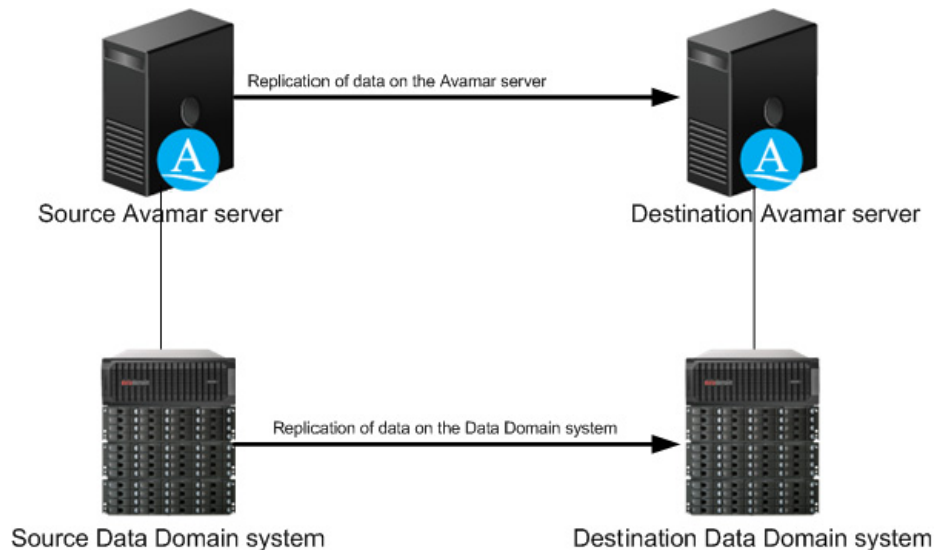 Replication of data on the Avamar server
A
A
Source Avamar server
Destination Avamar server
Replication of data on the Data Domain system
Source Data Domain system
Destination Data Domain system